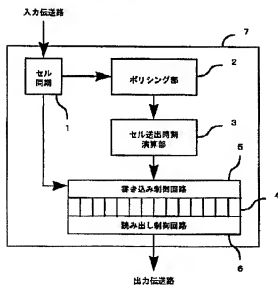 入力伝送路
7
セル
同期
ポリシング部
2
1
セル送出時刻
演算部
3
5
書き込み制御回路
4
読み出し制御回路
6
出力伝送路